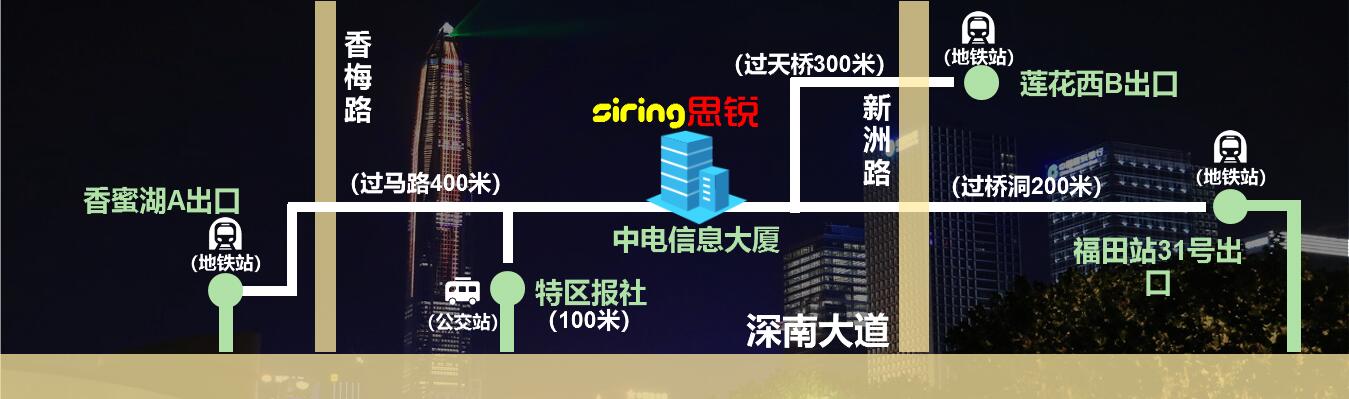 香梅路
(过天桥300米)
(地铁站)
莲花西B出口
siring思锐
新洲路
(地铁站)
(过马路400米)
(过桥洞200米)
香蜜湖A出口
(地铁站)
中电信息大厦
福田站31号出
口
特区报社
(公交站)
(100米)
深南大道